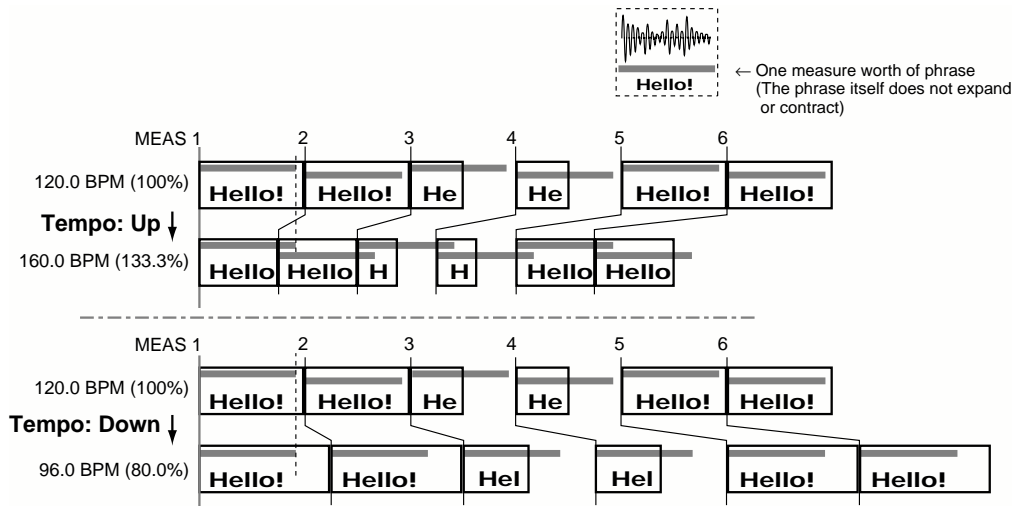 Hello!
← One measure worth of phrase
(The phrase itself does not expand
or contract)
MEAS 1 2 3 4 5 6
120.0 BPM (100%)
Hello! Hello! He He Hello! Hello!
Tempo: Up ↓
160.0 BPM (133.3%)
Hello Hello H H Hello Hello
MEAS 1 2 3 4 5 6
120.0 BPM (100%)
Hello! Hello! He He Hello! Hello!
Tempo: Down ↓
96.0 BPM (80.0%)
Hello! Hello! Hel Hel Hello! Hello!